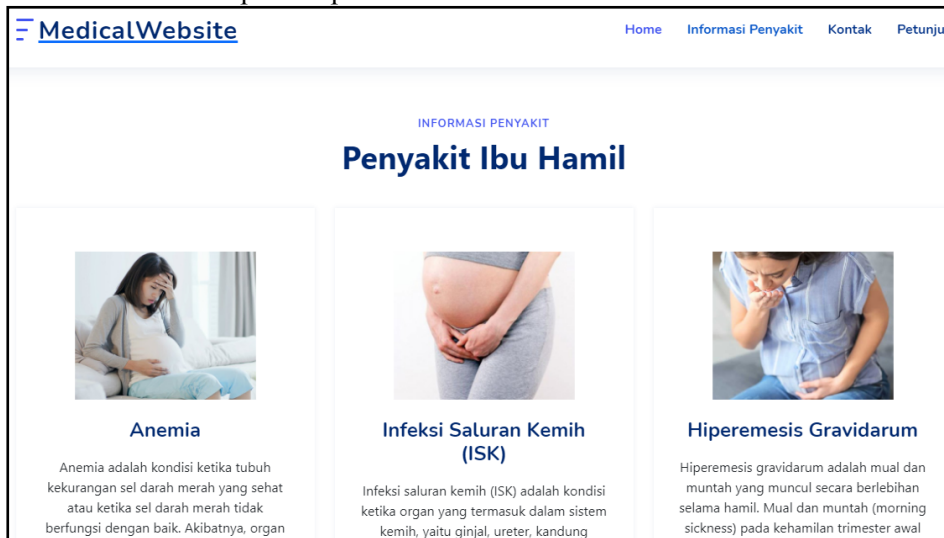 MedicalWebsite
Home Informasi Penyakit Kontak Petunju
INFORMASI PENYAKIT
Penyakit Ibu Hamil
Anemia
Anemia adalah kondisi ketika tubuh
kekurangan sel darah merah yang sehat
atau ketika sel darah merah tidak
berfungsi dengan baik. Akibatnya, organ
Infeksi Saluran Kemih
(ISK)
Infeksi saluran kemih (ISK) adalah kondisi
ketika organ yang termasuk dalam sistem
kemih, yaitu ginjal, ureter, kandung
Hiperemesis Gravidarum
Hiperemesis gravidarum adalah mual dan
muntah yang muncul secara berlebihan
selama hamil. Mual dan muntah (morning
sickness) pada kehamilan trimester awal